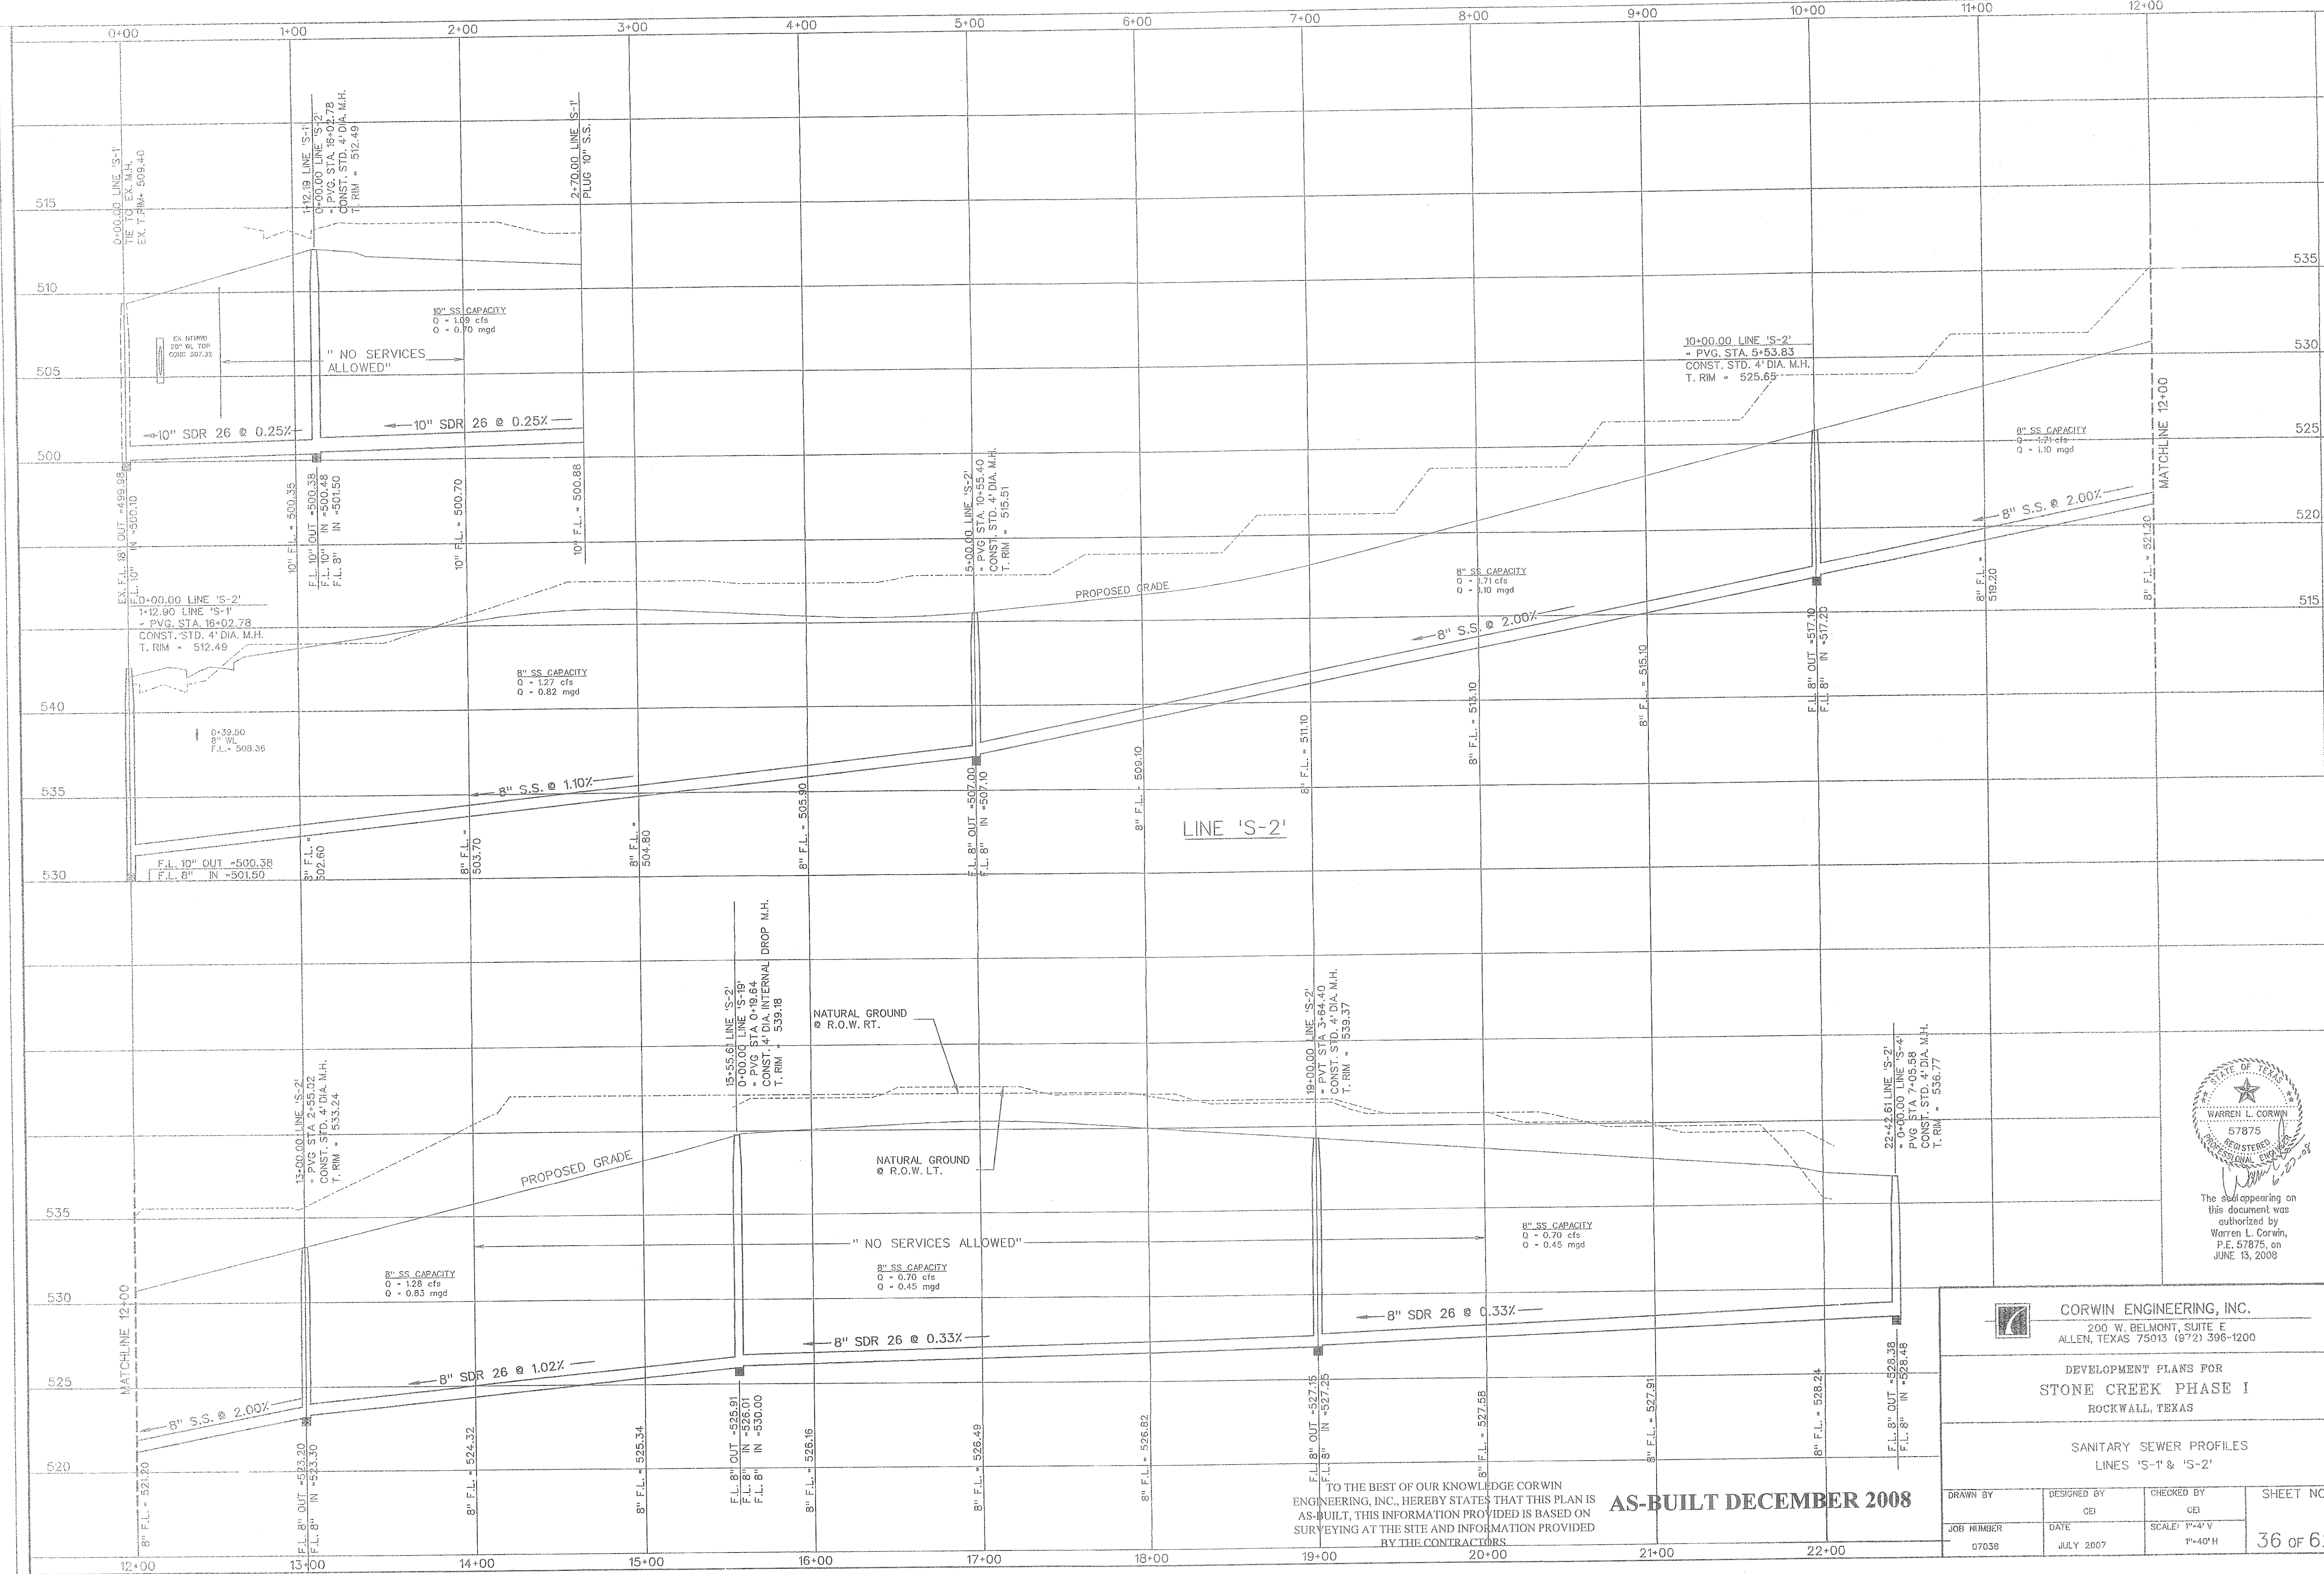 0+00
1+00
2+00
3+00
4+00
5+00
6+00
7+00
8+00
9+00
10+00
11+00
12+00
0+00.00 LINE 'S-1'
TIE TO EX. M.H.
EX. T.RIM= 509.40
1+12.19 LINE 'S-1'
0+00.00 LINE 'S-2'
= PVG. STA. 16+02.78
CONST. STD. 4' DIA. M.H.
T. RIM = 512.49
2+70.00 LINE 'S-1'
PLUG 10" S.S.
515
510
505
500
EX NTMWD
20" WL TOP
CONC 507.32
" NO SERVICES
ALLOWED"
10" SS CAPACITY
Q = 1.09 cfs
Q = 0.70 mgd
10" SDR 26 @ 0.25%
10" SDR 26 @ 0.25%
EX. F.L. 18" OUT =499.98
F.L. 10" IN =500.10
10" F.L. = 500.35
F.L. 10" OUT =500.38
F.L. 10" IN =500.48
F.L. 8" IN =501.50
10" F.L. = 500.70
10" F.L. = 500.88
535
530
525
520
515
10+00.00 LINE 'S-2'
= PVG. STA. 5+53.83
CONST. STD. 4' DIA. M.H.
T. RIM = 525.65
MATCHLINE 12+00
8" SS CAPACITY
Q = 1.71 cfs
Q = 1.10 mgd
8" S.S. @ 2.00%
5+00.00 LINE 'S-2'
= PVG STA. 10+55.40
CONST. STD. 4' DIA. M.H.
T. RIM = 515.51
0+00.00 LINE 'S-2'
1+12.90 LINE 'S-1'
= PVG. STA. 16+02.78
CONST. STD. 4' DIA. M.H.
T. RIM = 512.49
PROPOSED GRADE
8" SS CAPACITY
Q = 1.71 cfs
Q = 1.10 mgd
8" S.S. @ 2.00%
8" SS CAPACITY
Q = 1.27 cfs
Q = 0.82 mgd
0+39.50
8" WL
F.L.= 508.36
540
535
530
8" S.S. @ 1.10%
F.L. 10" OUT =500.38
F.L. 8" IN =501.50
8" F.L. =
502.60
8" F.L. =
503.70
8" F.L. =
504.80
8" F.L. = 505.90
F.L. 8" OUT =507.00
F.L. 8" IN =507.10
8" F.L. = 509.10
8" F.L. = 511.10
8" F.L. = 513.10
8" F.L. = 515.10
F.L. 8" OUT =517.10
F.L. 8" IN =517.20
8" F.L. =
519.20
8" F.L. = 521.20
LINE 'S-2'
13+00.00 LINE 'S-2'
= PVG STA 2+55.02
CONST. STD. 4' DIA. M.H.
T. RIM = 533.24
15+55.61 LINE 'S-2'
0+00.00 LINE 'S-19'
= PVG STA 0+19.64
CONST. 4' DIA. INTERNAL DROP M.H.
T. RIM = 539.18
NATURAL GROUND
@ R.O.W. RT.
NATURAL GROUND
@ R.O.W. LT.
19+00.00 LINE 'S-2'
= PVT STA 3+64.40
CONST. STD. 4' DIA. M.H.
T. RIM = 539.37
22+42.61 LINE 'S-2'
= 0+00.00 LINE 'S-4'
PVG STA 7+05.58
CONST. STD. 4' DIA. M.H.
T. RIM = 536.77
PROPOSED GRADE
535
530
525
520
MATCHLINE 12+00
" NO SERVICES ALLOWED"
8" SS CAPACITY
Q = 1.28 cfs
Q = 0.83 mgd
8" SS CAPACITY
Q = 0.70 cfs
Q = 0.45 mgd
8" SS CAPACITY
Q = 0.70 cfs
Q = 0.45 mgd
8" S.S. @ 2.00%
8" SDR 26 @ 1.02%
8" SDR 26 @ 0.33%
8" SDR 26 @ 0.33%
8" F.L. = 521.20
F.L. 8" OUT =523.20
F.L. 8" IN =523.30
8" F.L. = 524.32
8" F.L. = 525.34
F.L. 8" OUT =525.91
F.L. 8" IN =526.01
F.L. 8" IN =530.00
8" F.L. = 526.16
8" F.L. = 526.49
8" F.L. = 526.82
F.L. 8" OUT =527.15
F.L. 8" IN =527.25
8" F.L. = 527.58
8" F.L. = 527.91
8" F.L. = 528.24
F.L. 8" OUT =528.38
F.L. 8" IN =528.48
12+00
13+00
14+00
15+00
16+00
17+00
18+00
19+00
20+00
21+00
22+00
TO THE BEST OF OUR KNOWLEDGE CORWIN
ENGINEERING, INC., HEREBY STATES THAT THIS PLAN IS
AS-BUILT, THIS INFORMATION PROVIDED IS BASED ON
SURVEYING AT THE SITE AND INFORMATION PROVIDED
BY THE CONTRACTORS
AS-BUILT DECEMBER 2008
STATE OF TEXAS
WARREN L. CORWIN
57875
REGISTERED
PROFESSIONAL ENGINEER
The seal appearing on
this document was
authorized by
Warren L. Corwin,
P.E. 57875, on
JUNE 13, 2008
CORWIN ENGINEERING, INC.
200 W. BELMONT, SUITE E
ALLEN, TEXAS 75013 (972) 396-1200
DEVELOPMENT PLANS FOR
STONE CREEK PHASE I
ROCKWALL, TEXAS
SANITARY SEWER PROFILES
LINES 'S-1' & 'S-2'
DRAWN BY
DESIGNED BY
CEI
CHECKED BY
CEI
JOB NUMBER
07038
DATE
JULY 2007
SCALE: 1"=4' V
1"=40' H
SHEET NO
36 OF 6